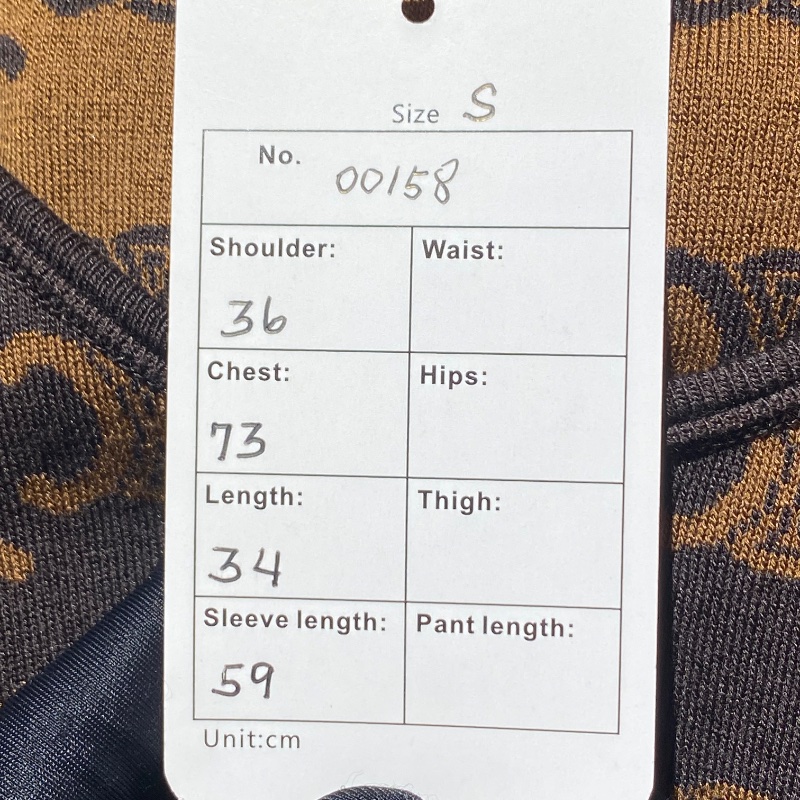 Size S
No. 00158
Shoulder: Waist:
36
Chest: Hips:
73
Length: Thigh:
34
Sleeve length: Pant length:
59
Unit:cm